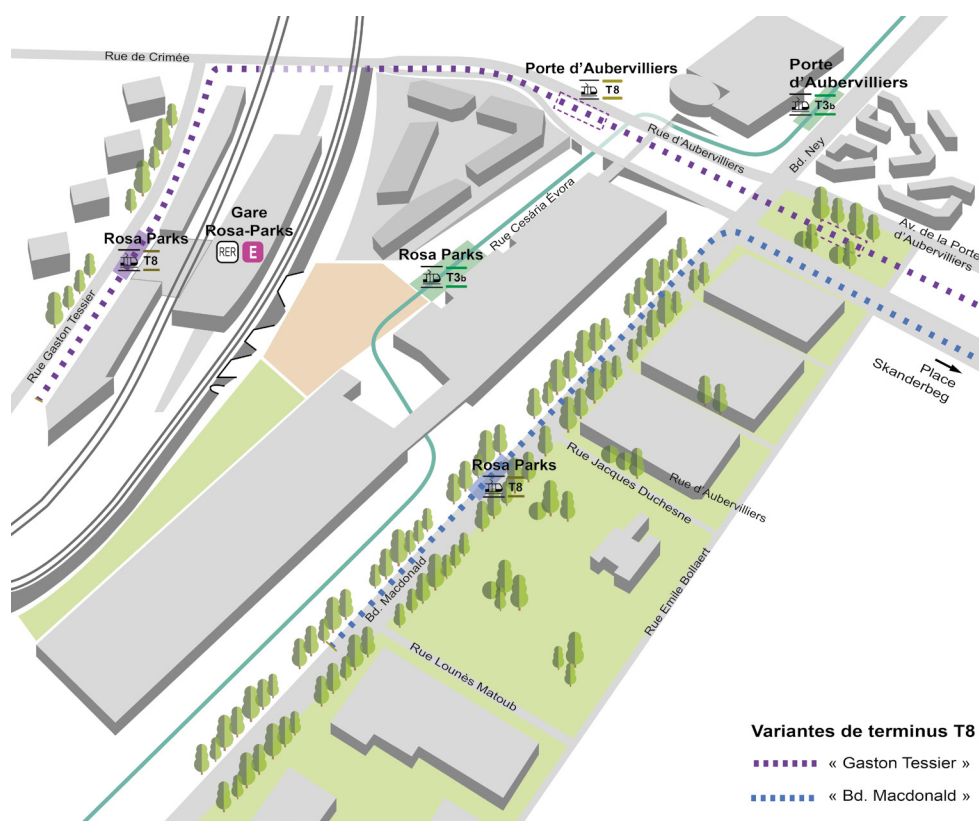 Rue de Crimée
Porte d'Aubervilliers
T8
Porte
d'Aubervilliers
T3b
Rue d'Aubervilliers
Bd. Ney
Gare
Rosa-Parks
RER E
Rosa Parks
T8
Rue Gaston Tessier
Rosa Parks
T3b
Rue Cesária Évora
Av. de la Porte
d'Aubervilliers
Place
Skanderbeg
Rosa Parks
T8
Rue Jacques Duchesne
Rue d'Aubervilliers
Rue Emile Bollaert
Bd. Macdonald
Rue Lounès Matoub
Variantes de terminus T8
« Gaston Tessier »
« Bd. Macdonald »